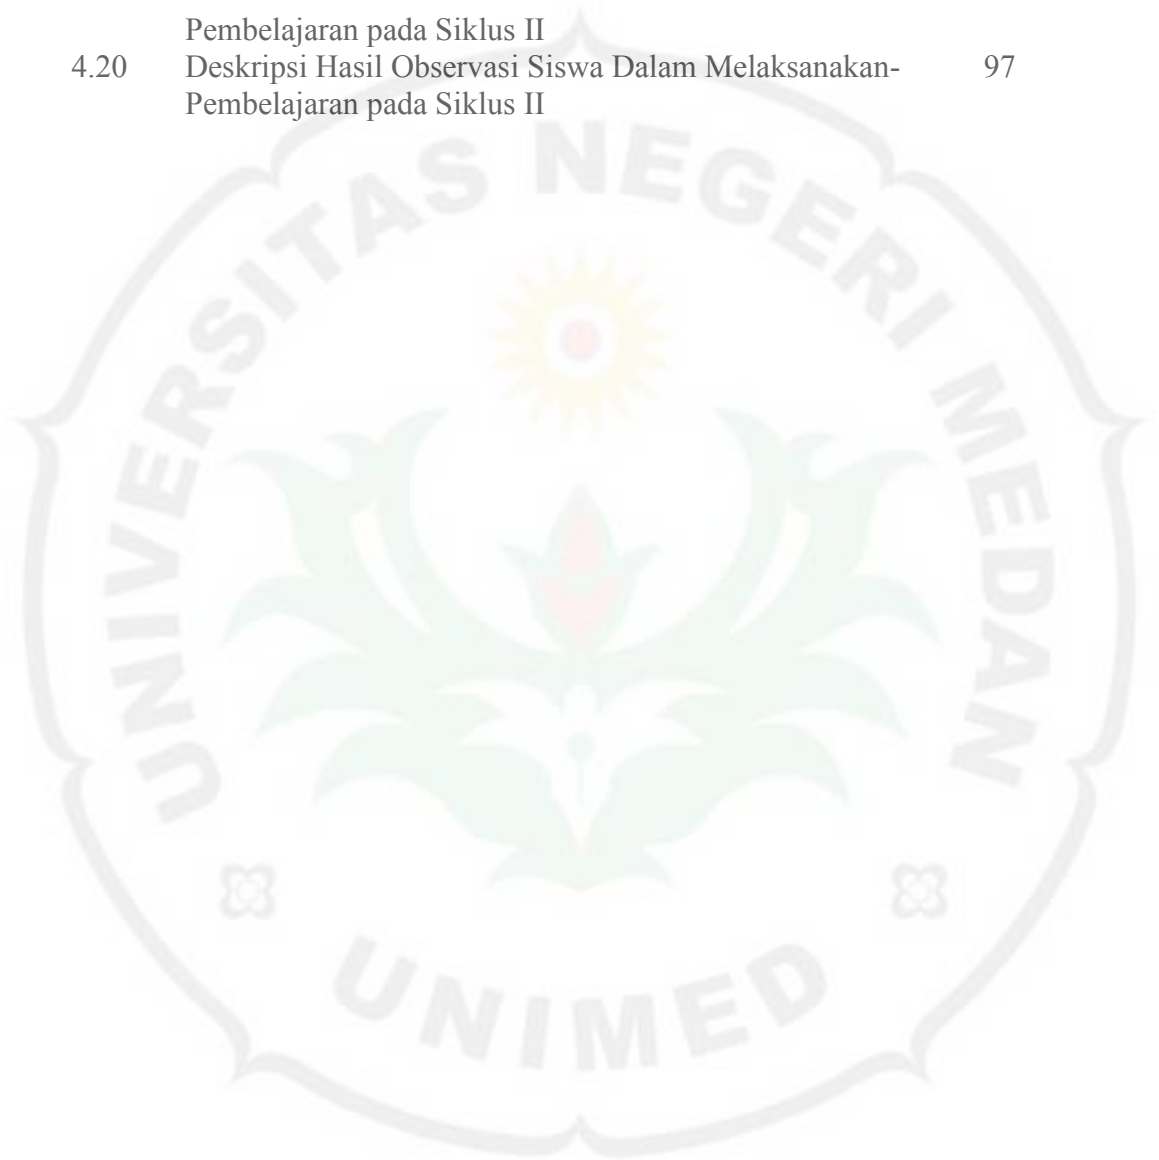 Pembelajaran pada Siklus II
4.20 Deskripsi Hasil Observasi Siswa Dalam Melaksanakan- 97
Pembelajaran pada Siklus II
UNIVERSITAS NEGERI MEDAN
UNIMED